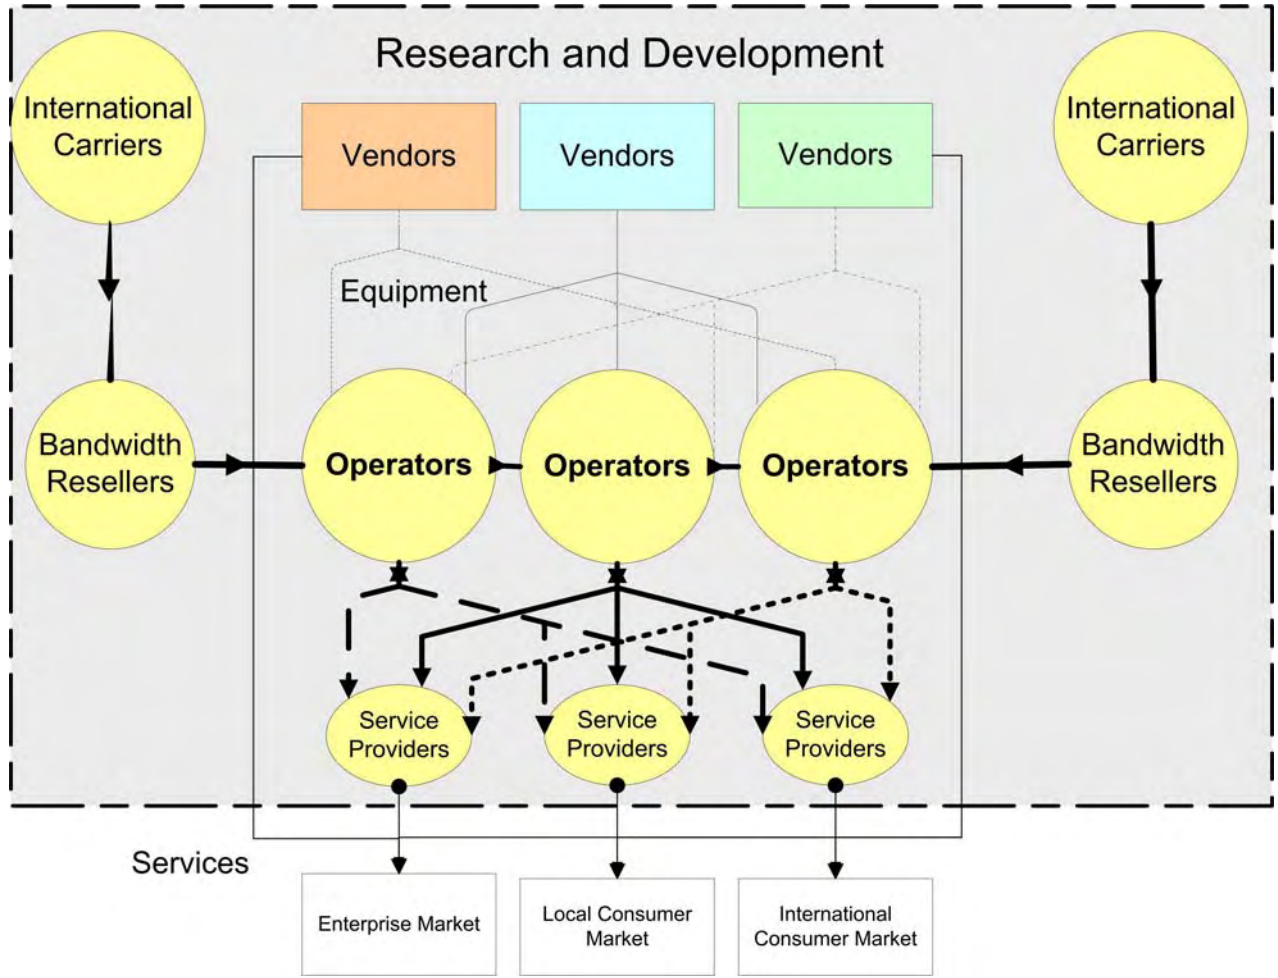 Research and Development
International
Carriers
International
Carriers
Vendors
Vendors
Vendors
Equipment
Bandwidth
Resellers
Operators
Operators
Operators
Bandwidth
Resellers
Service
Providers
Service
Providers
Service
Providers
Services
Enterprise Market
Local Consumer
Market
International
Consumer Market